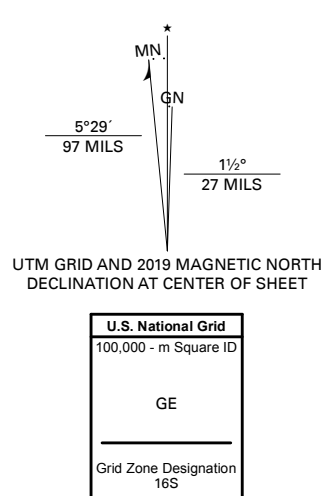 ★
MN
GN
5°29´
97 MILS
1½°
27 MILS
UTM GRID AND 2019 MAGNETIC NORTH
DECLINATION AT CENTER OF SHEET
U.S. National Grid
100,000 - m Square ID
GE
Grid Zone Designation
16S